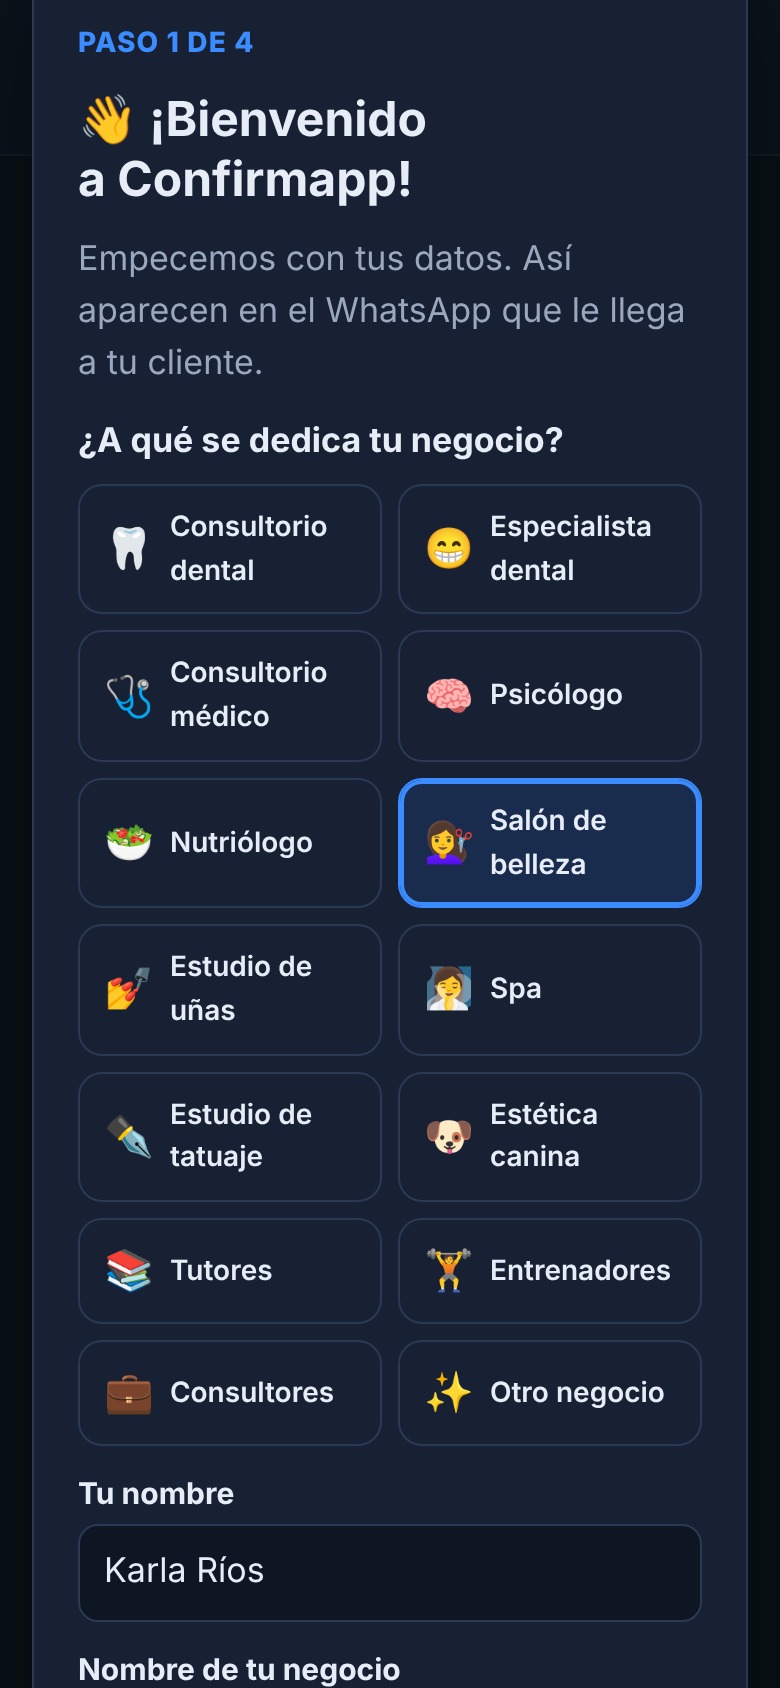 PASO 1 DE 4
👋 ¡Bienvenido
a Confirmapp!
Empecemos con tus datos. Así
aparecen en el WhatsApp que le llega
a tu cliente.
¿A qué se dedica tu negocio?
Consultorio
dental
Especialista
dental
Consultorio
médico
Psicólogo
Nutriólogo
Salón de
belleza
Estudio de
uñas
Spa
Estudio de
tatuaje
Estética
canina
Tutores
Entrenadores
Consultores
Otro negocio
Tu nombre
Karla Ríos
Nombre de tu negocio